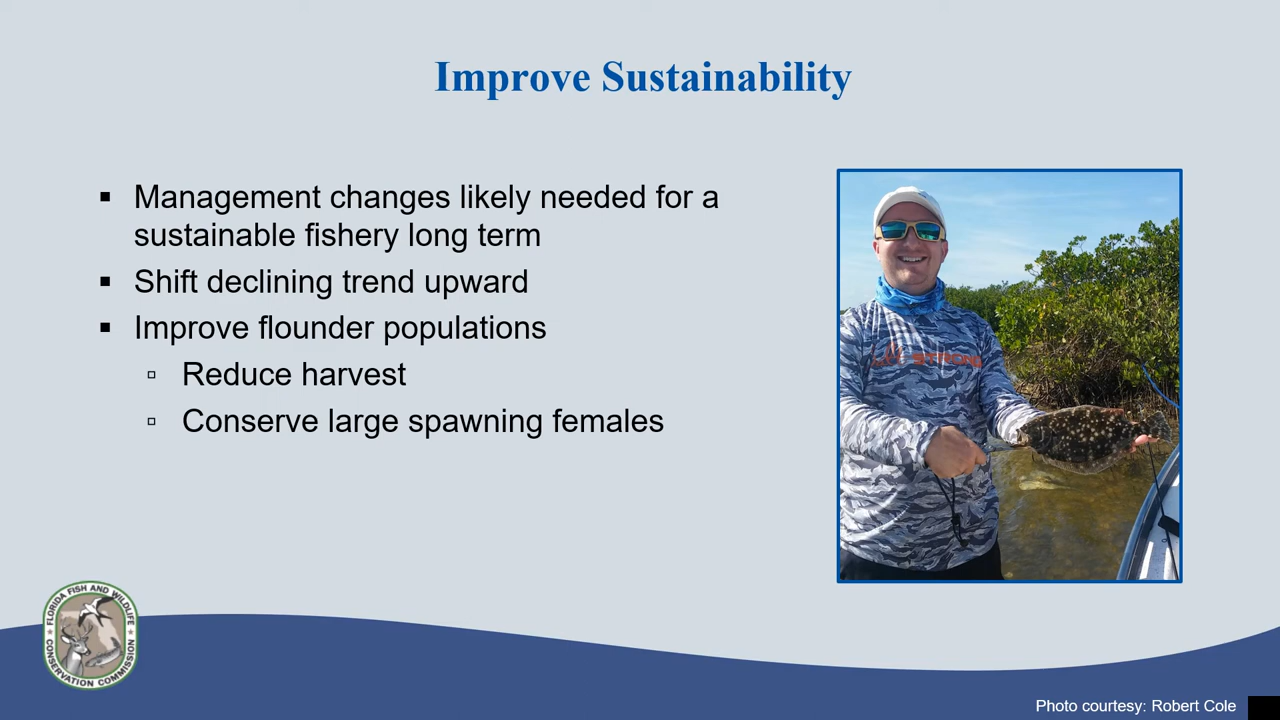 Improve Sustainability
▪ Management changes likely needed for a
sustainable fishery long term
▪ Shift declining trend upward
▪ Improve flounder populations
▫ Reduce harvest
▫ Conserve large spawning females
STRONG
FLORIDA FISH AND WILDLIFE
CONSERVATION COMMISSION
Photo courtesy: Robert Cole